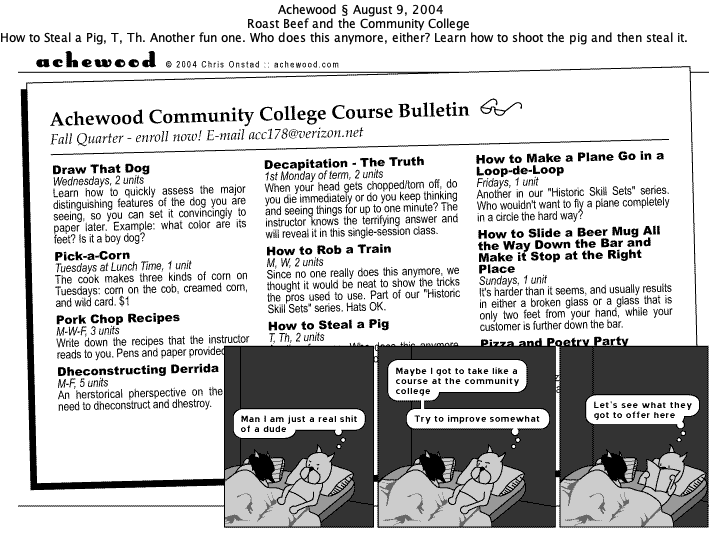 Achewood § August 9, 2004
Roast Beef and the Community College
How to Steal a Pig, T, Th. Another fun one. Who does this anymore, either? Learn how to shoot the pig and then steal it.
achewood © 2004 Chris Onstad :: achewood.com
Achewood Community College Course Bulletin
Fall Quarter - enroll now! E-mail acc178@verizon.net
Draw That Dog
Wednesdays, 2 units
Learn how to quickly assess the major
distinguishing features of the dog you are
seeing, so you can set it convincingly to
paper later. Example: what color are its
feet? Is it a boy dog?
Pick-a-Corn
Tuesdays at Lunch Time, 1 unit
The cook makes three kinds of corn on
Tuesdays: corn on the cob, creamed corn,
and wild card. $1
Pork Chop Recipes
M-W-F, 3 units
Write down the recipes that the instructor
reads to you. Pens and paper provided
Dheconstructing Derrida
M-F, 5 units
An herstorical pherspective on the
need to dheconstruct and dhestroy.
Decapitation - The Truth
1st Monday of term, 2 units
When your head gets chopped/torn off, do
you die immediately or do you keep thinking
and seeing things for up to one minute? The
instructor knows the terrifying answer and
will reveal it in this single-session class.
How to Rob a Train
M, W, 2 units
Since no one really does this anymore, we
thought it would be neat to show the tricks
the pros used to use. Part of our "Historic
Skill Sets" series. Hats OK.
How to Steal a Pig
T, Th, 2 units
How to Make a Plane Go in a
Loop-de-Loop
Fridays, 1 unit
Another in our "Historic Skill Sets" series.
Who wouldn't want to fly a plane completely
in a circle the hard way?
How to Slide a Beer Mug All
the Way Down the Bar and
Make it Stop at the Right
Place
Sundays, 1 unit
It's harder than it seems, and usually results
in either a broken glass or a glass that is
only two feet from your hand, while your
customer is further down the bar.
Pizza and Poetry Party
Man I am just a real shit
of a dude
Maybe I got to take like a
course at the community
college
Try to improve somewhat
Let's see what they
got to offer here